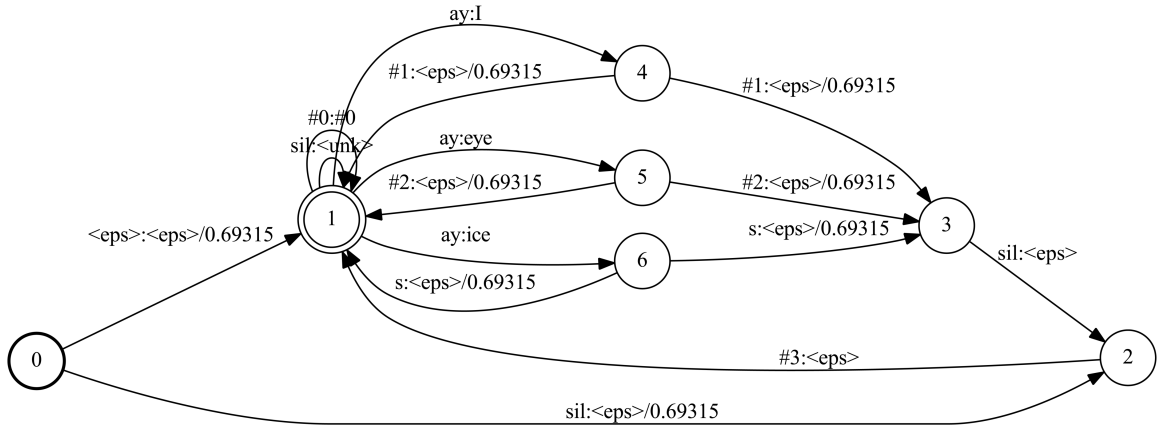 ay:I
#1:<eps>/0.69315
4
#1:<eps>/0.69315
#0:#0
sil:<unk>
ay:eye
#2:<eps>/0.69315
5
#2:<eps>/0.69315
1
3
<eps>:<eps>/0.69315
ay:ice
s:<eps>/0.69315
6
s:<eps>/0.69315
sil:<eps>
0
#3:<eps>
2
sil:<eps>/0.69315